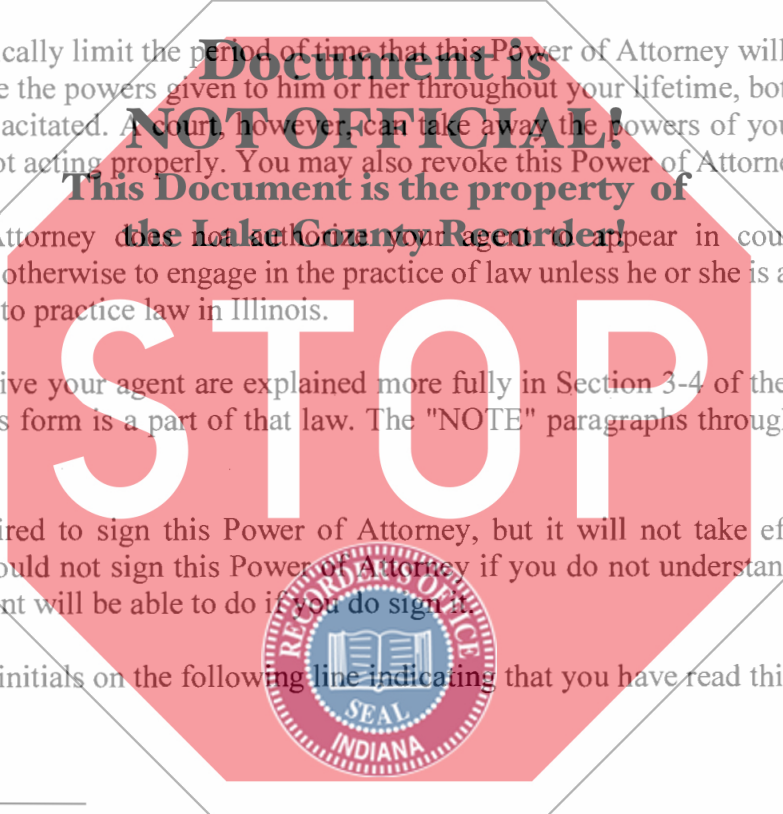 cally limit the period of time that this Power of Attorney will
Document is
e the powers given to him or her throughout your lifetime, bot
acitated. A court, however, can take away the powers of you
NOT OFFICIAL!
ot acting properly. You may also revoke this Power of Attorne
This Document is the property of
the Lake County Recorder!
Attorney does not authorize your agent to appear in cou
otherwise to engage in the practice of law unless he or she is a
to practice law in Illinois.
STOP
ive your agent are explained more fully in Section 3-4 of the
s form is a part of that law. The "NOTE" paragraphs throug
ired to sign this Power of Attorney, but it will not take ef
ould not sign this Power of Attorney if you do not understan
nt will be able to do if you do sign it.
RECORDER'S OFFICE
SEAL
INDIANA
initials on the following line indicating that you have read thi